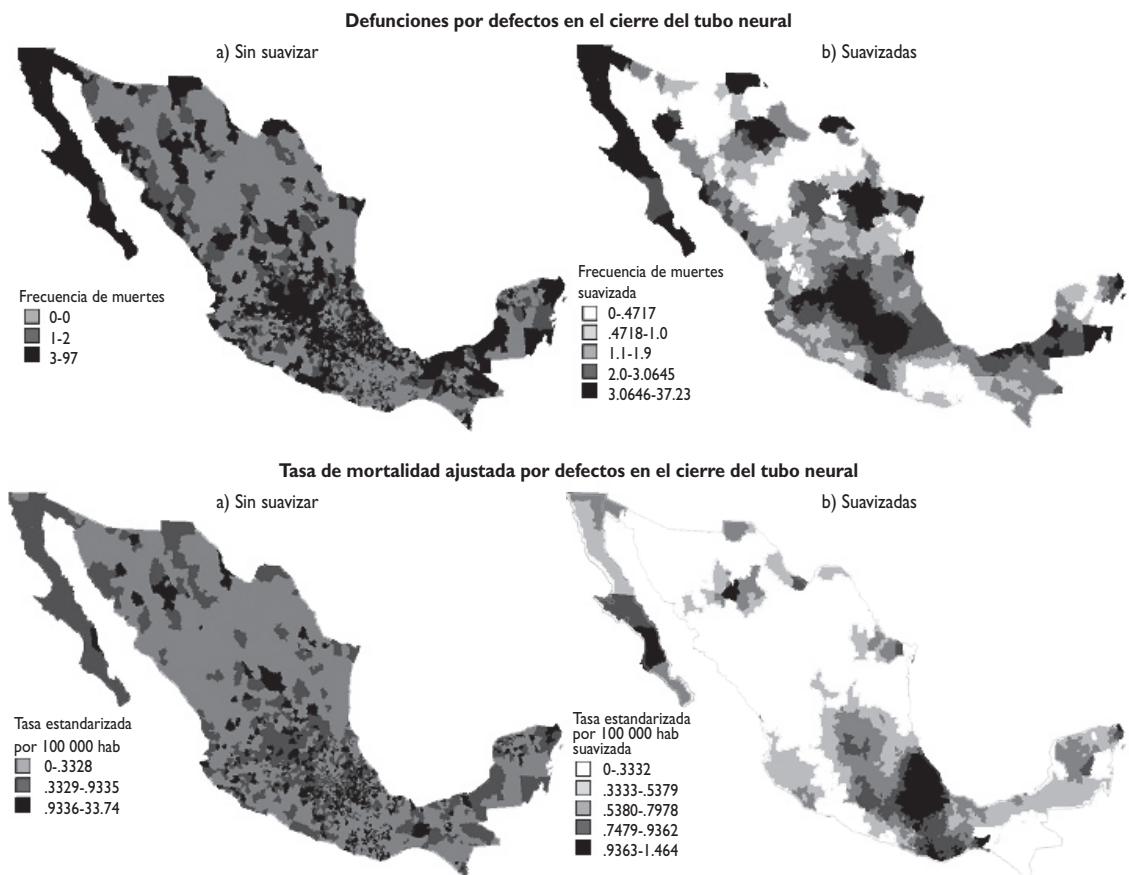 Defunciones por defectos en el cierre del tubo neural
a) Sin suavizar
b) Suavizadas
Frecuencia de muertes
0-0
1-2
3-97
Frecuencia de muertes
suavizada
0-.4717
.4718-1.0
1.1-1.9
2.0-3.0645
3.0646-37.23
Tasa de mortalidad ajustada por defectos en el cierre del tubo neural
a) Sin suavizar
b) Suavizadas
Tasa estandarizada
por 100 000 hab
0-.3328
.3329-.9335
.9336-33.74
Tasa estandarizada
por 100 000 hab
suavizada
0-.3332
.3333-.5379
.5380-.7978
.7479-.9362
.9363-1.464